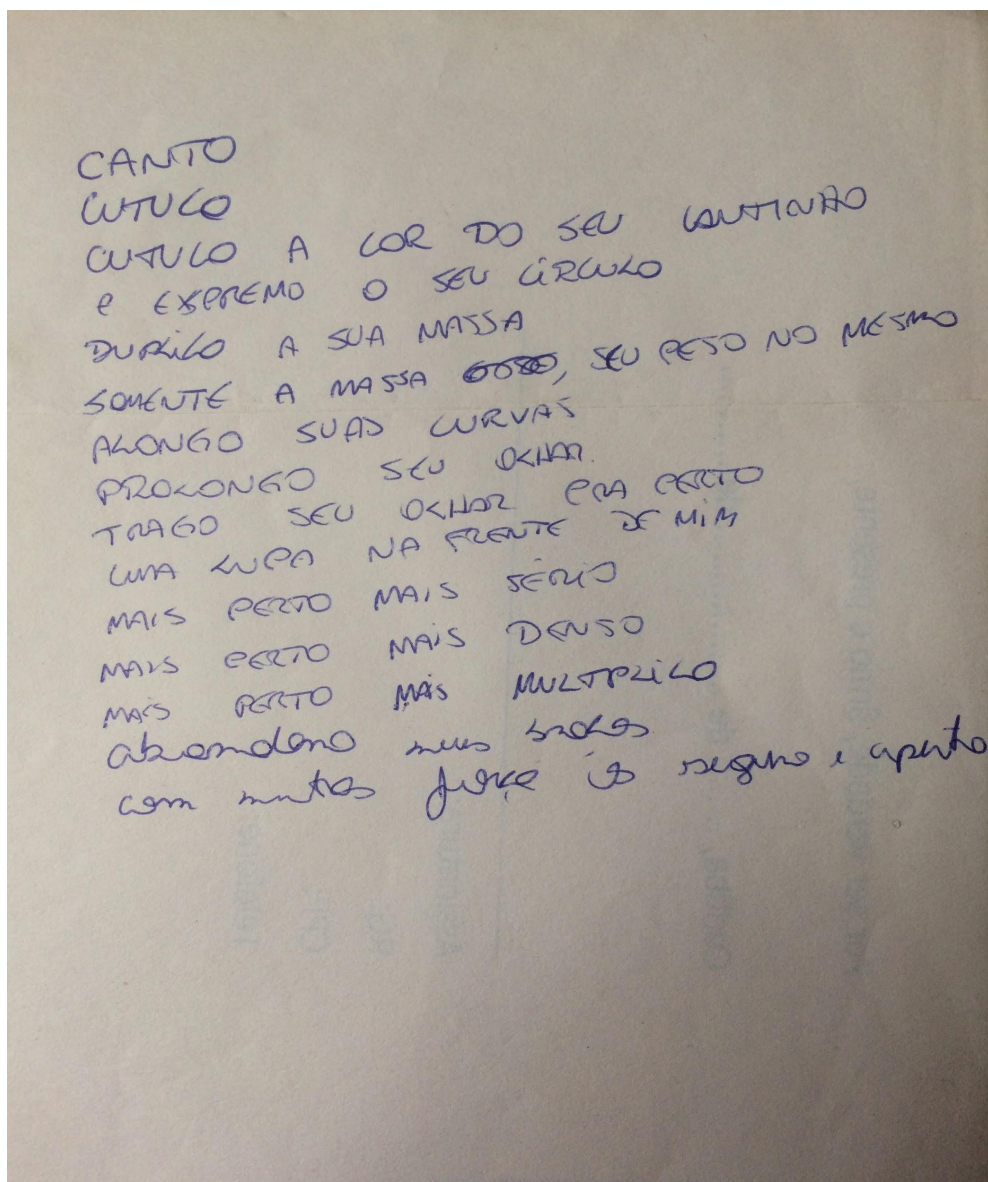 CANTO
CUTUCO
CUTUCO A COR DO SEU CANTINHO
e EXPREMO O SEU CÍRCULO
DUPLICO A SUA MASSA
SOMENTE A MASSA, SEU PESO NO MESMO
ALONGO SUAS CURVAS
PROLONGO SEU OLHAR
TRAGO SEU OLHAR PRA PERTO
UMA LUPA NA FRENTE DE MIM
MAIS PERTO MAIS SÉRIO
MAIS PERTO MAIS DENSO
MAIS PERTO MAIS MULTIPLICO
abandono meus
com muita força os seguro e aperto